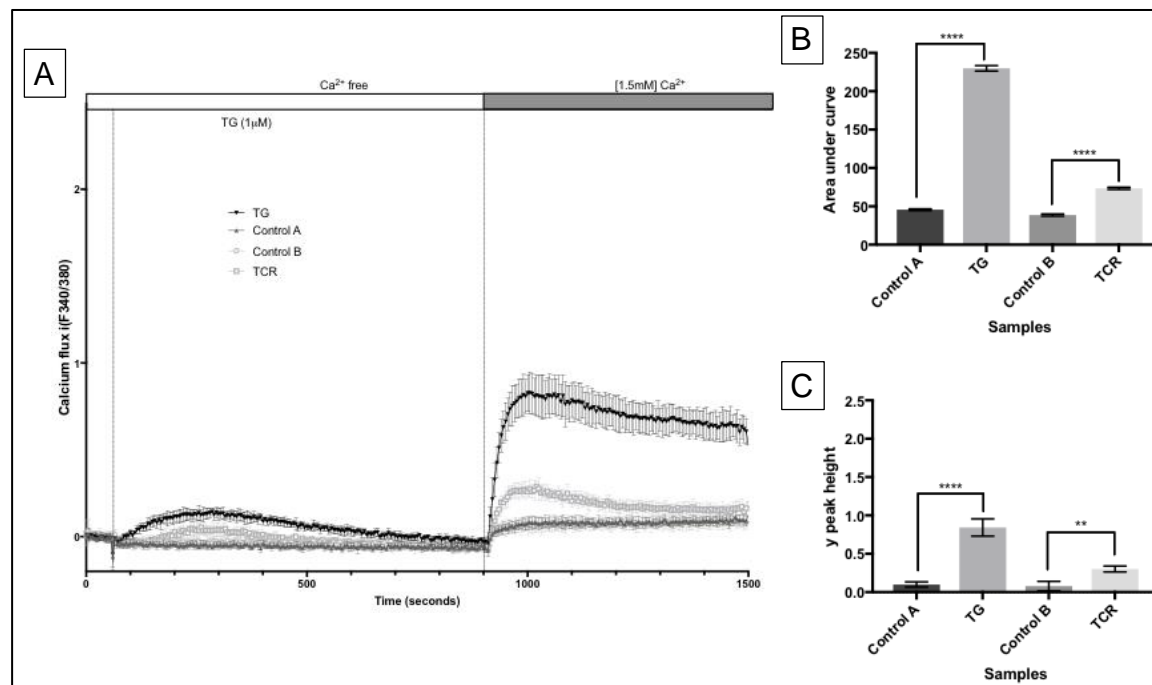 A
Ca²⁺ free
[1.5mM] Ca²⁺
TG (1µM)
TG
Control A
Control B
TCR
2
1
0
Calcium flux i(F340/380)
0
500
1000
1500
Time (seconds)
B
****
****
250
200
150
100
50
0
Area under curve
Control A
TG
Control B
TCR
Samples
C
****
**
2.5
2.0
1.5
1.0
0.5
0.0
y peak height
Control A
TG
Control B
TCR
Samples